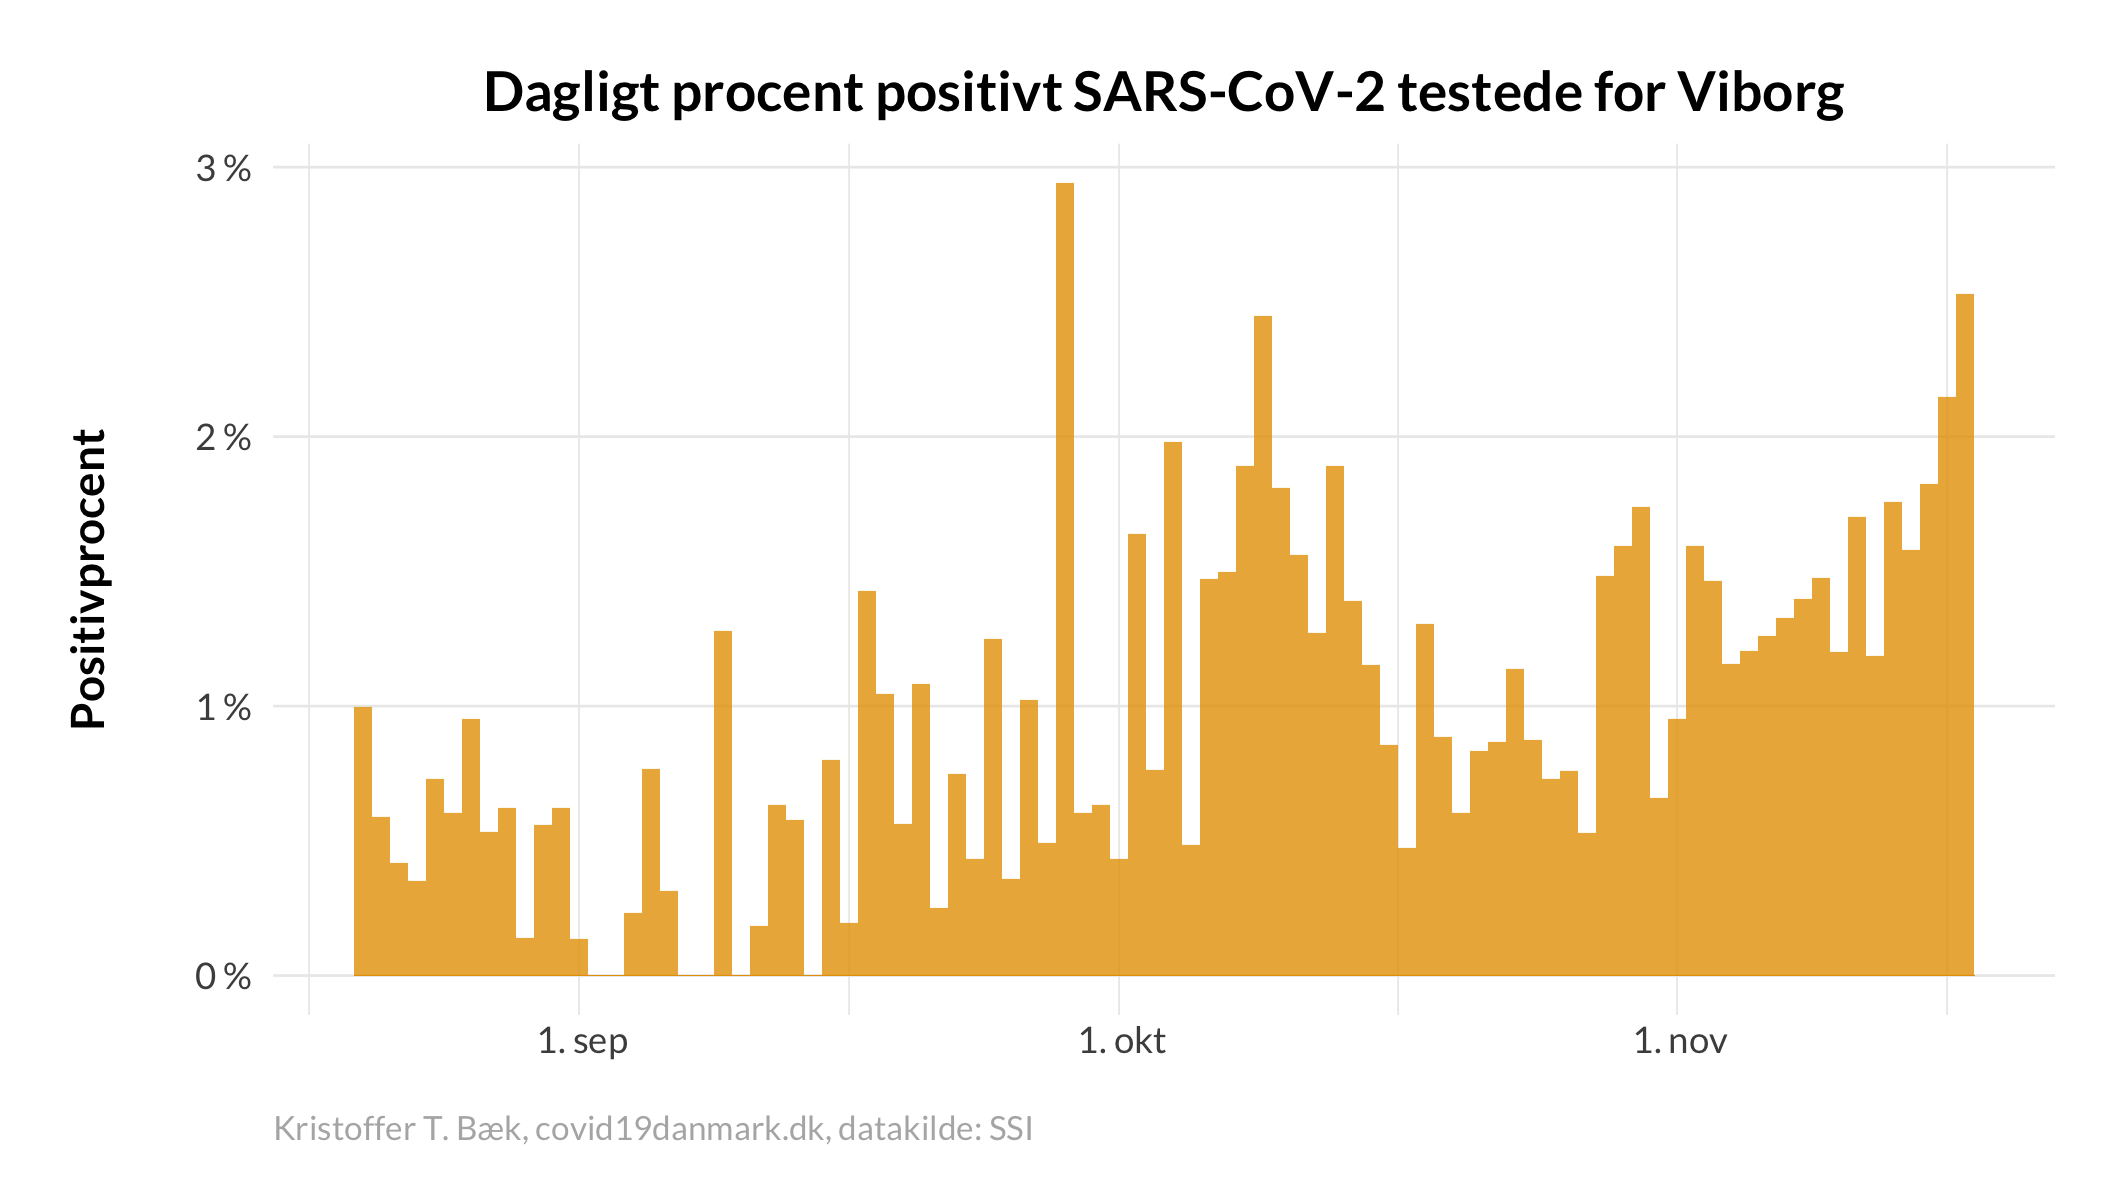 Dagligt procent positivt SARS-CoV-2 testede for Viborg
Positivprocent
3 %
2 %
1 %
0 %
1. sep
1. okt
1. nov
Kristoffer T. Bæk, covid19danmark.dk, datakilde: SSI